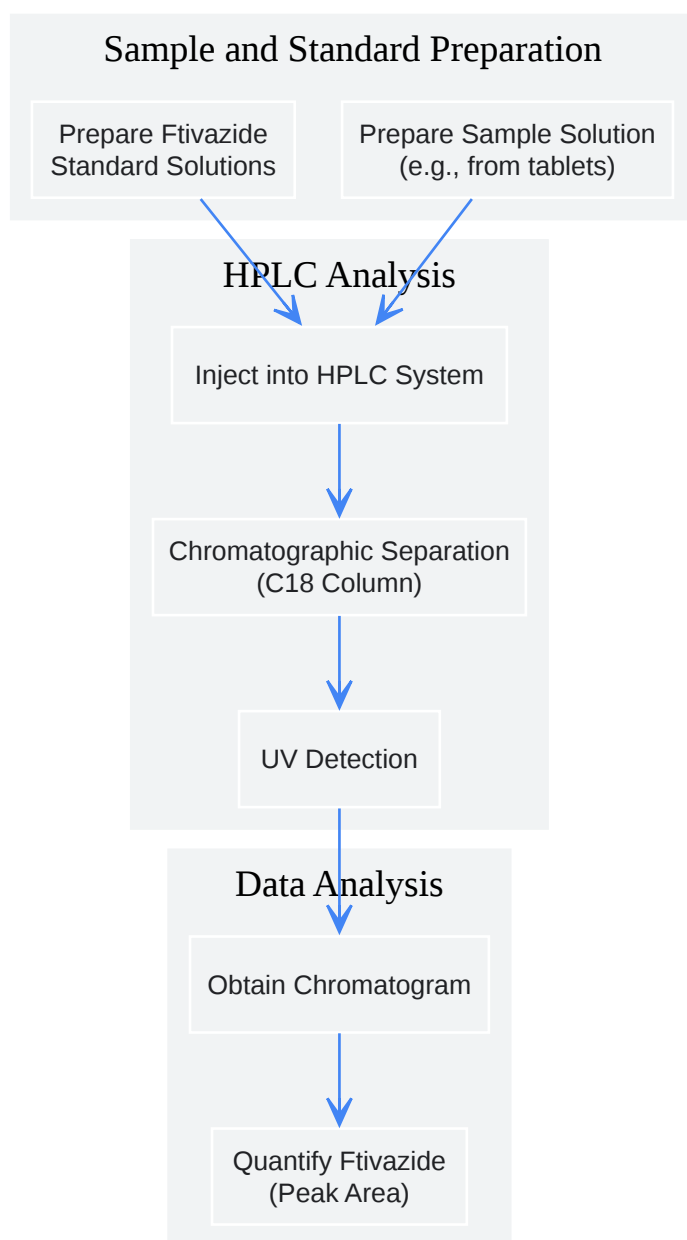 Sample and Standard Preparation
Prepare Ftivazide
Standard Solutions
Prepare Sample Solution
(e.g., from tablets)
HPLC Analysis
Inject into HPLC System
Chromatographic Separation
(C18 Column)
UV Detection
Data Analysis
Obtain Chromatogram
Quantify Ftivazide
(Peak Area)